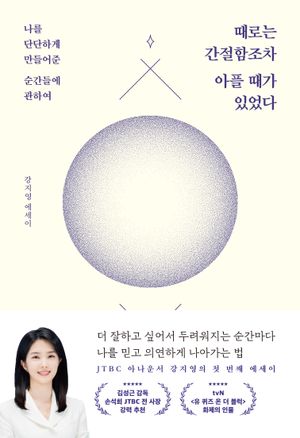 나를
단단하게
만들어준
순간들에
관하여
때로는
간절함조차
아플 때가
있었다
강지영 에세이
더 잘하고 싶어서 두려워지는 순간마다
나를 믿고 의연하게 나아가는 법
JTBC 아나운서 강지영의 첫 번째 에세이
★★★★★
김성근 감독
손석희 JTBC 전 사장
강력 추천
★★★★★
tvN
<유 퀴즈 온 더 블럭>
화제의 인물